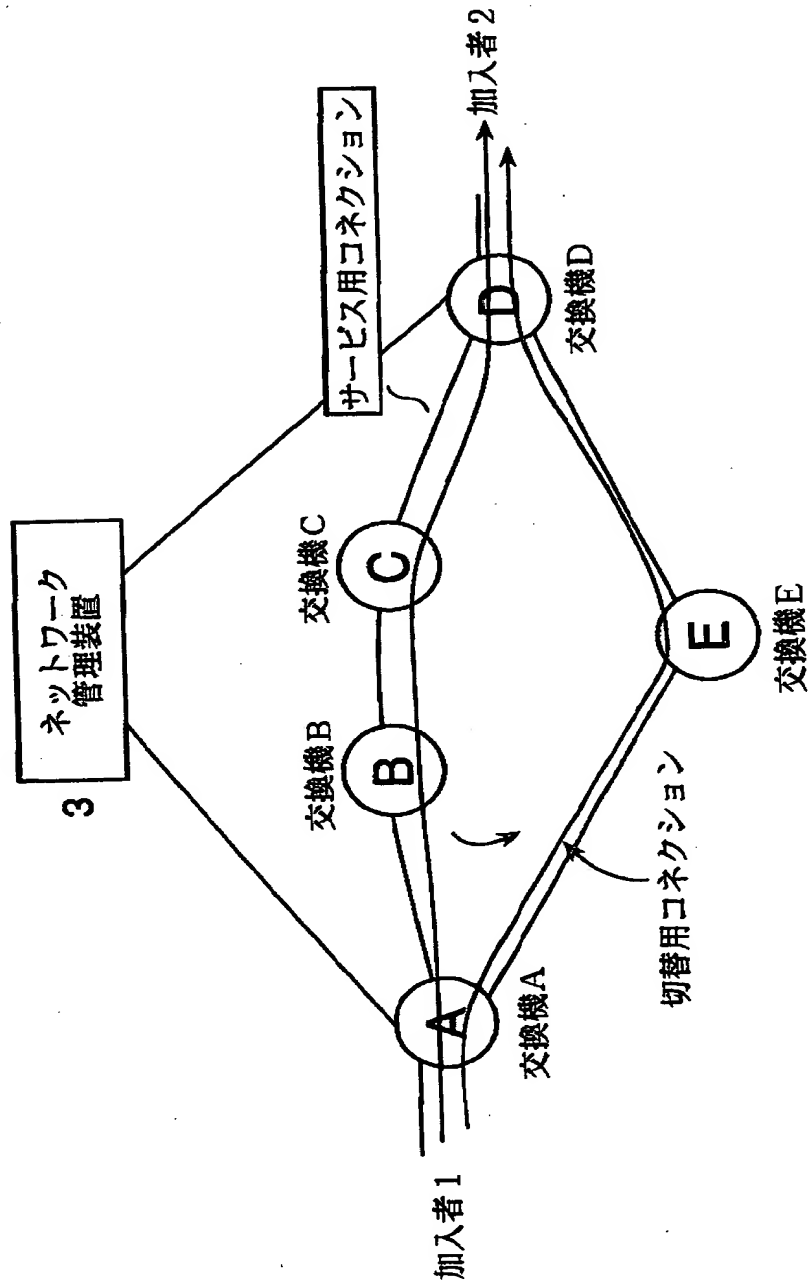 3
ネットワーク
管理装置
サービス用コネクション
交換機B
B
交換機C
C
加入者1
A
交換機A
D
交換機D
加入者2
切替用コネクション
E
交換機E